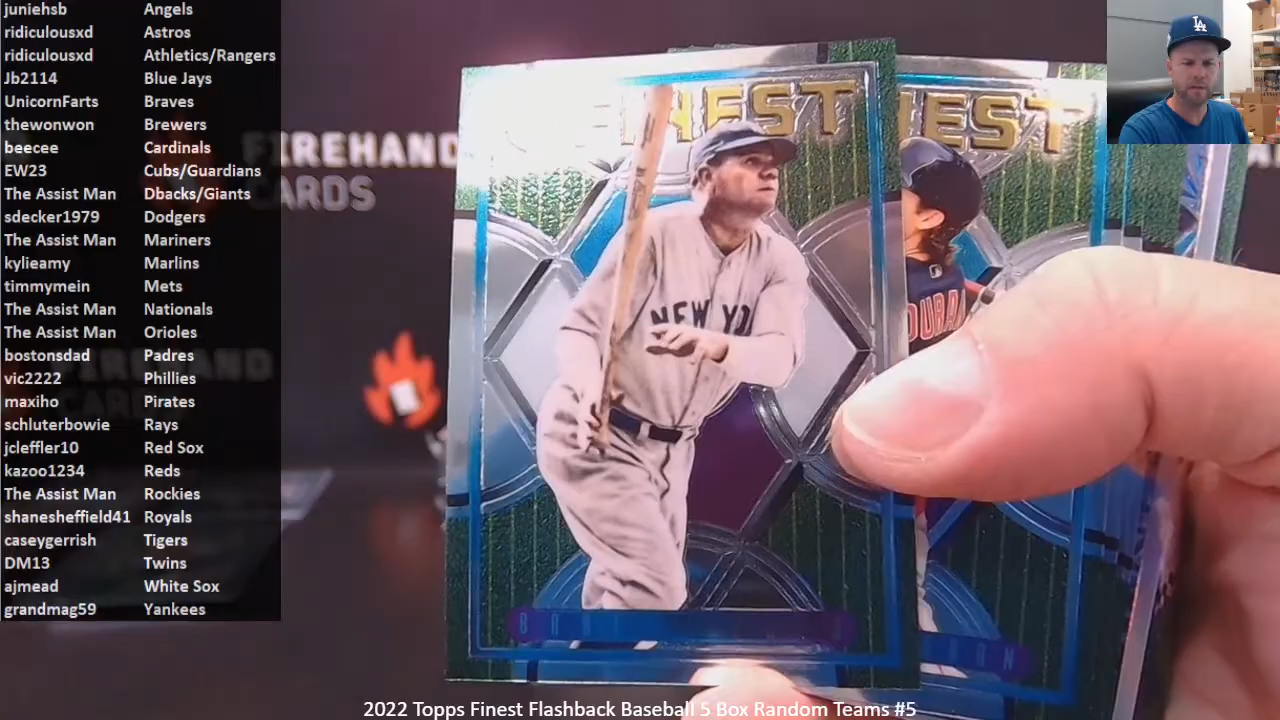 juniehsb Angels
ridiculousxd Astros
ridiculousxd Athletics/Rangers
Jb2114 Blue Jays
UnicornFarts Braves
thewonwon Brewers
beecee Cardinals
EW23 Cubs/Guardians
The Assist Man Dbacks/Giants
sdecker1979 Dodgers
The Assist Man Mariners
kylieamy Marlins
timmymein Mets
The Assist Man Nationals
The Assist Man Orioles
bostonsdad Padres
vic2222 Phillies
maxiho Pirates
schluterbowie Rays
jcleffler10 Red Sox
kazoo1234 Reds
The Assist Man Rockies
shanesheffield41 Royals
caseygerrish Tigers
DM13 Twins
ajmead White Sox
grandmag59 Yankees
FIREHAND
CARDS
LA
NEW YO
2022 Topps Finest Flashback Baseball 5 Box Random Teams #5